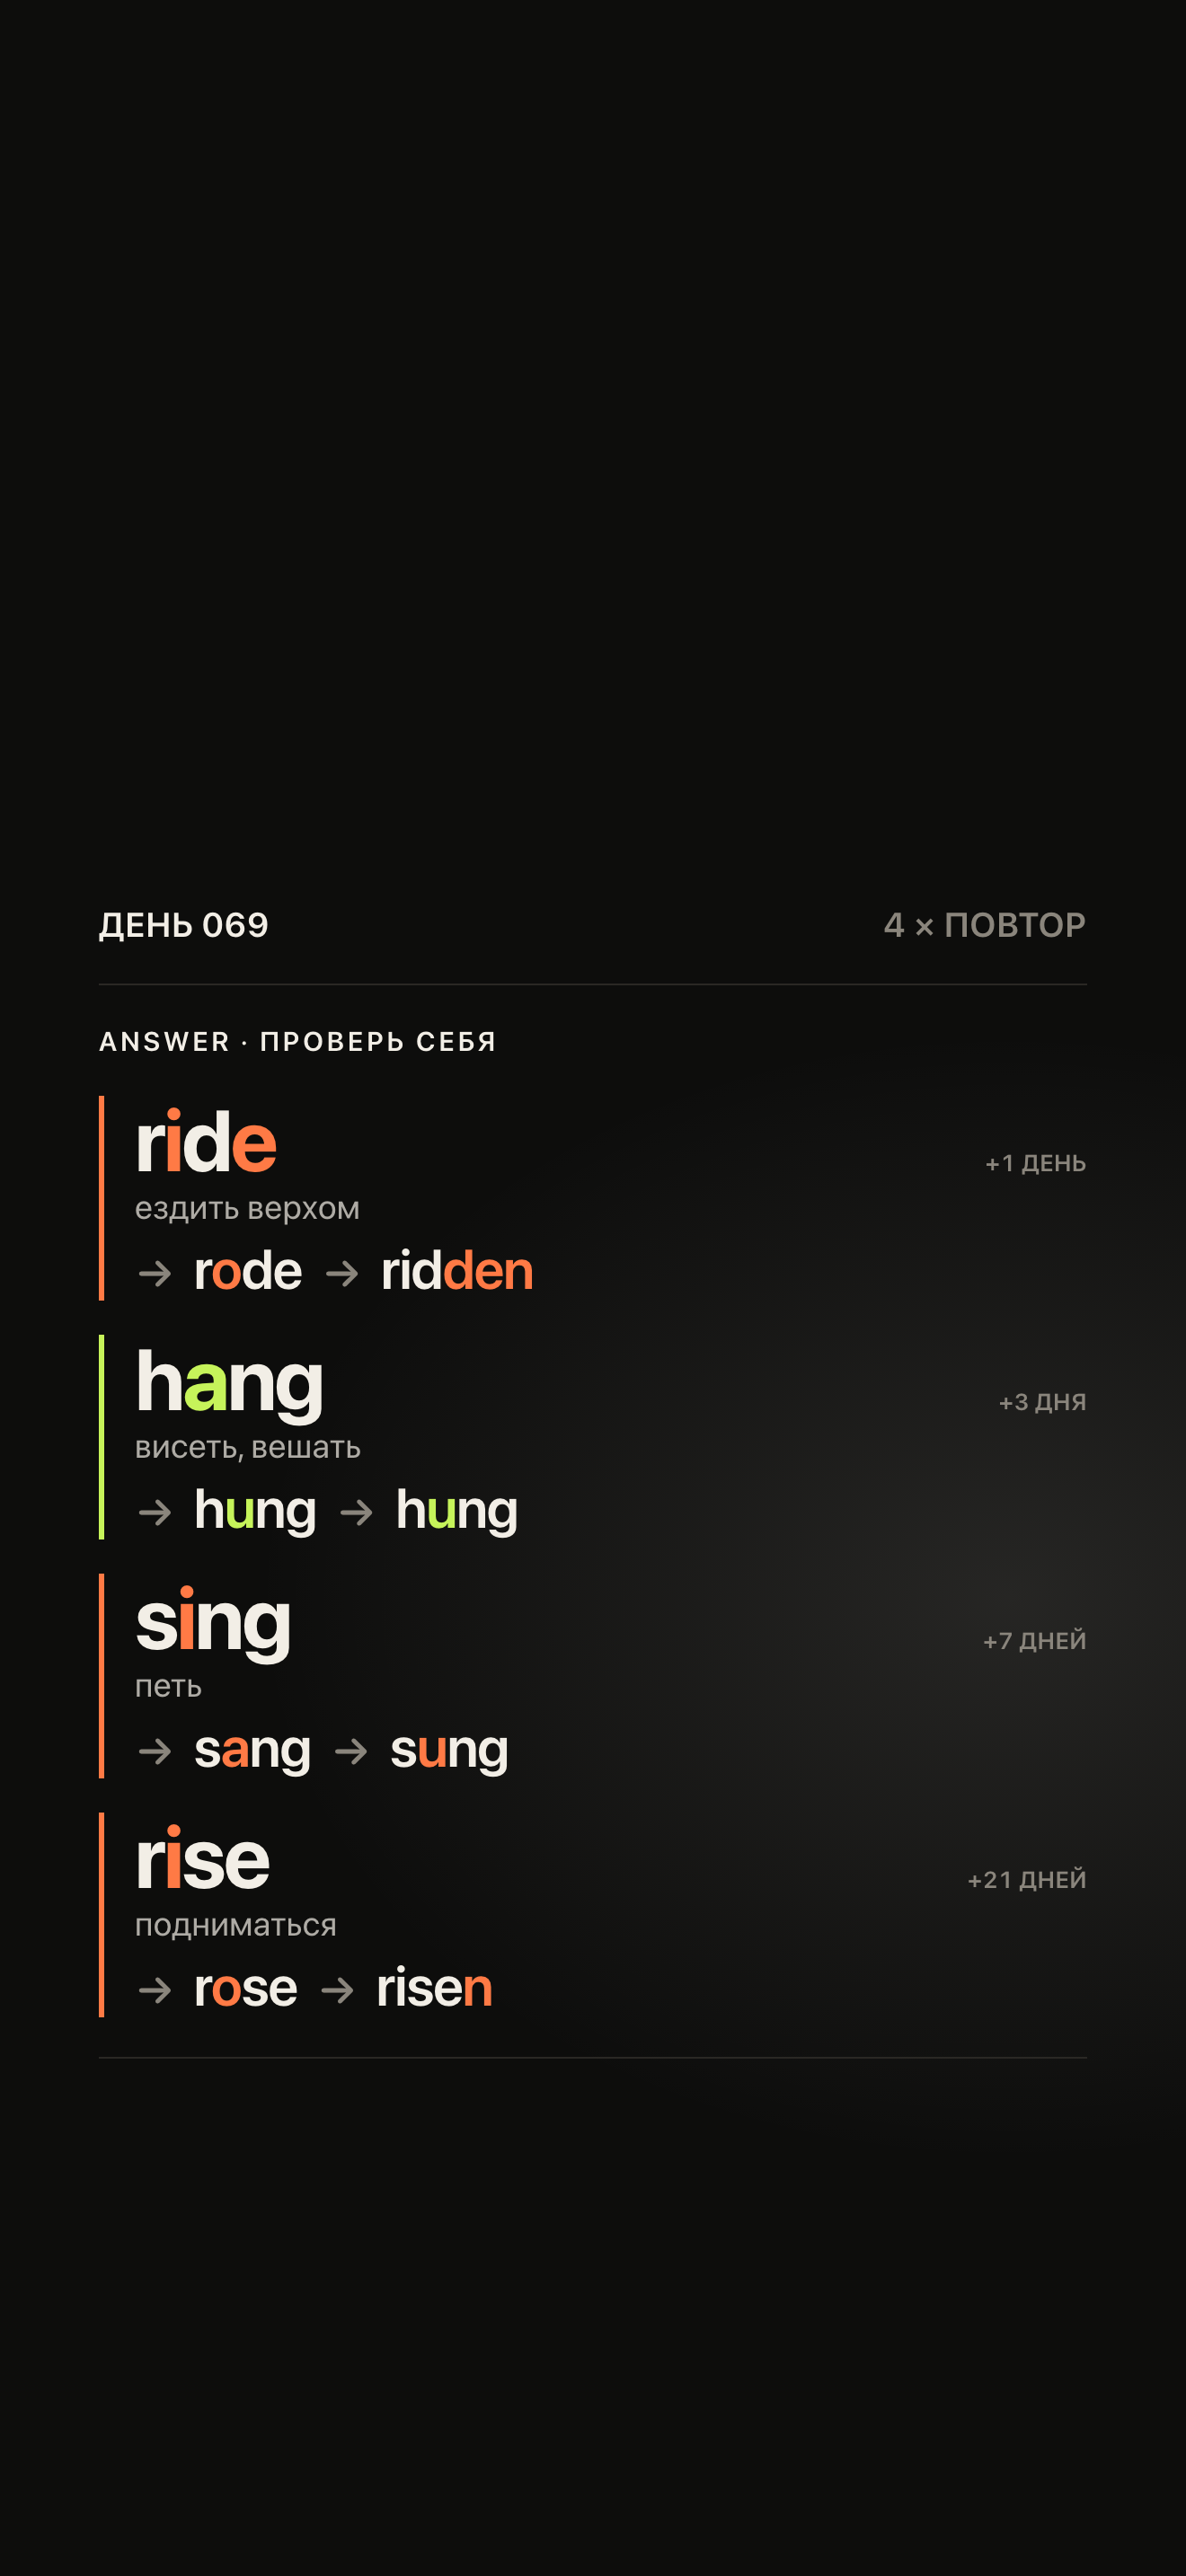 ДЕНЬ 069 4 × ПОВТОР
ANSWER · ПРОВЕРЬ СЕБЯ
ride +1 ДЕНЬ
ездить верхом
→ rode → ridden
hang +3 ДНЯ
висеть, вешать
→ hung → hung
sing +7 ДНЕЙ
петь
→ sang → sung
rise +21 ДНЕЙ
подниматься
→ rose → risen